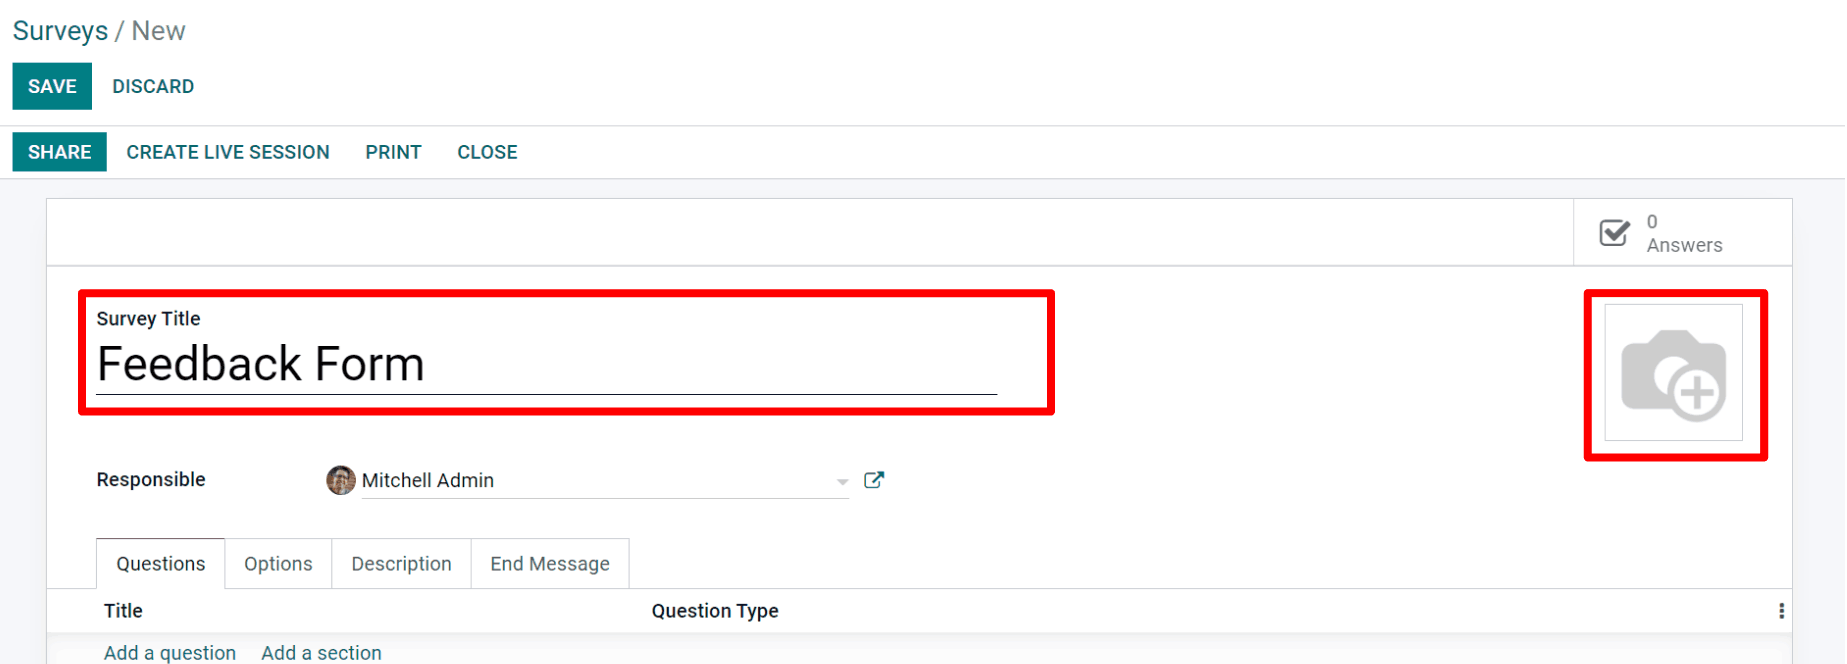 Surveys / New
SAVE DISCARD
SHARE CREATE LIVE SESSION PRINT CLOSE
0
Answers
Survey Title
Feedback Form
Responsible Mitchell Admin
Questions Options Description End Message
Title Question Type
Add a question Add a section